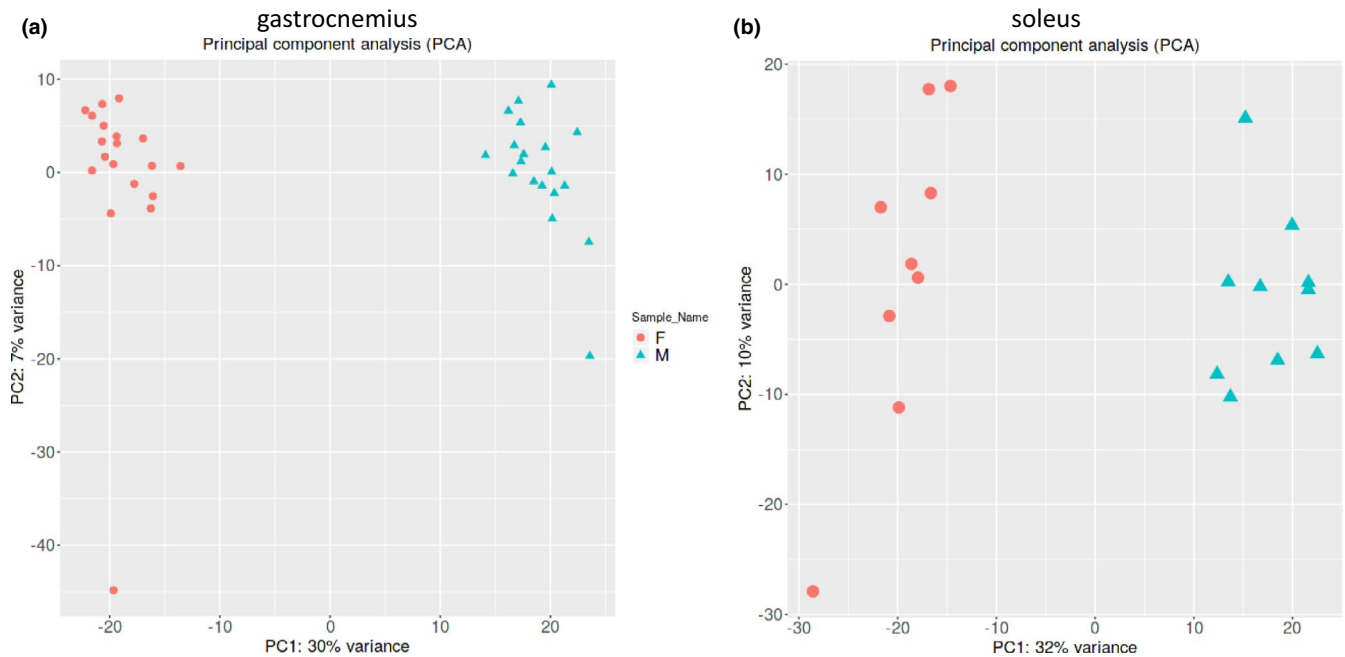 (a)
gastrocnemius
Principal component analysis (PCA)
10
0
-10
-20
-30
-40
PC2: 7% variance
-20
-10
0
10
20
PC1: 30% variance
Sample_Name
F
M
(b)
soleus
Principal component analysis (PCA)
20
10
0
-10
-20
-30
PC2: 10% variance
-30
-20
-10
0
10
20
PC1: 32% variance